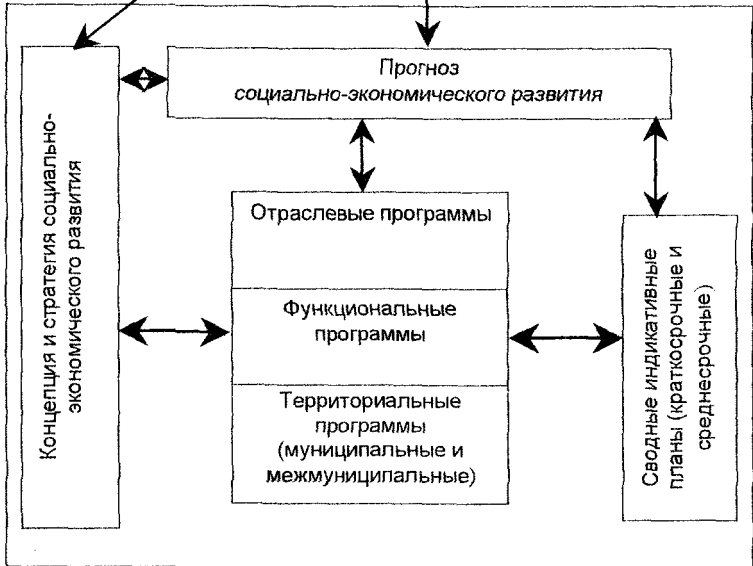 Прогноз
социально-экономического развития
Концепция и стратегия социально-
экономического развития
Отраслевые программы
Функциональные
программы
Территориальные
программы
(муниципальные и
межмуниципальные)
Сводные индикативные
планы (краткосрочные и
среднесрочные)